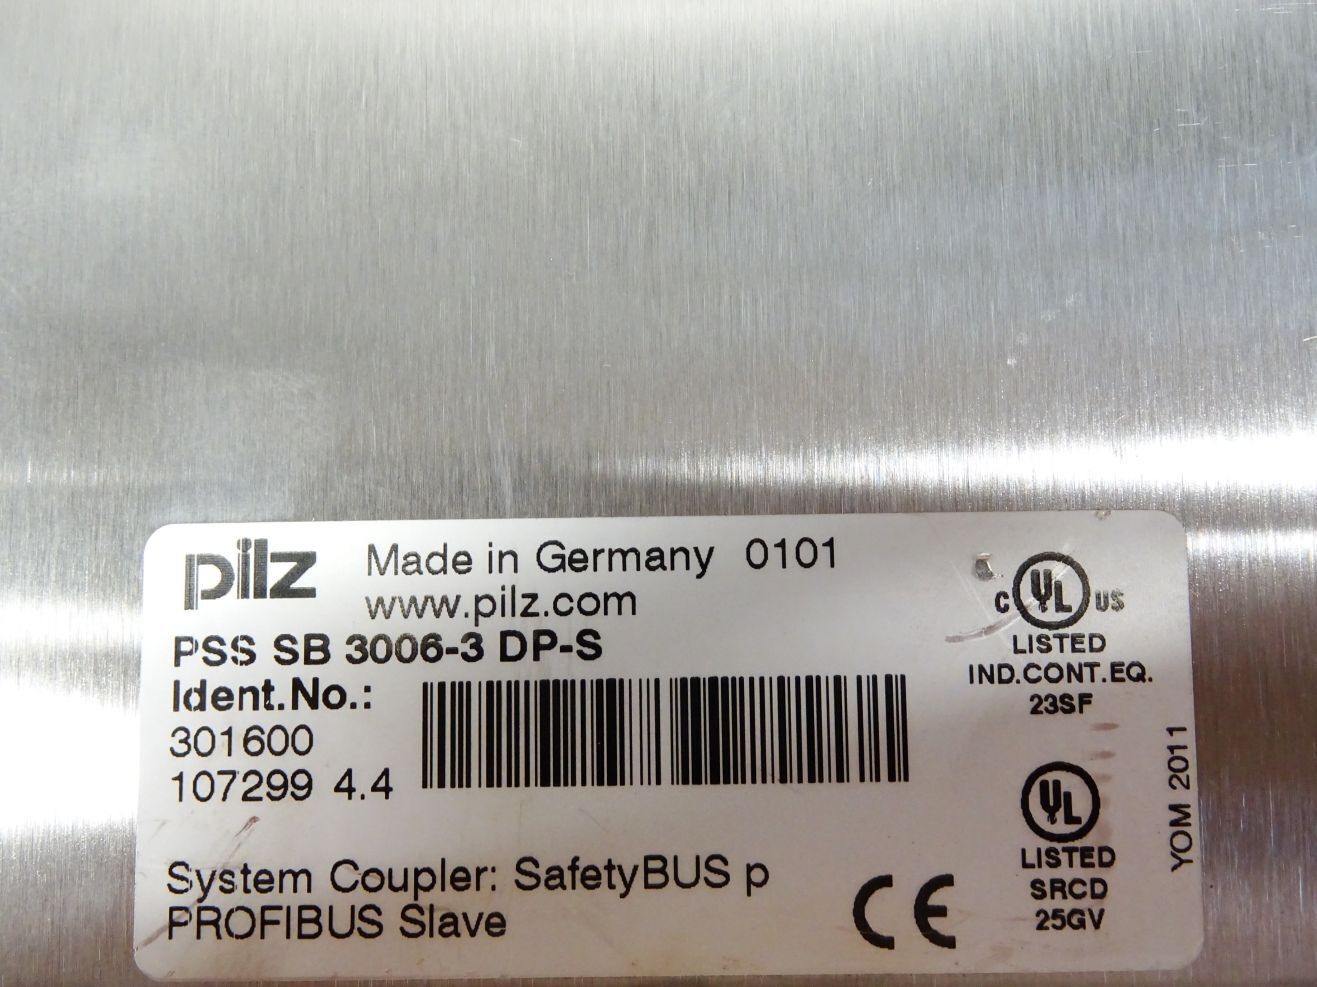 pilz Made in Germany 0101
www.pilz.com
PSS SB 3006-3 DP-S
Ident.No.:
301600
107299 4.4
System Coupler: SafetyBUS p
PROFIBUS Slave
C UL US
LISTED
IND.CONT.EQ.
23SF
UL
LISTED
SRCD
25GV
CE
YOM 2011